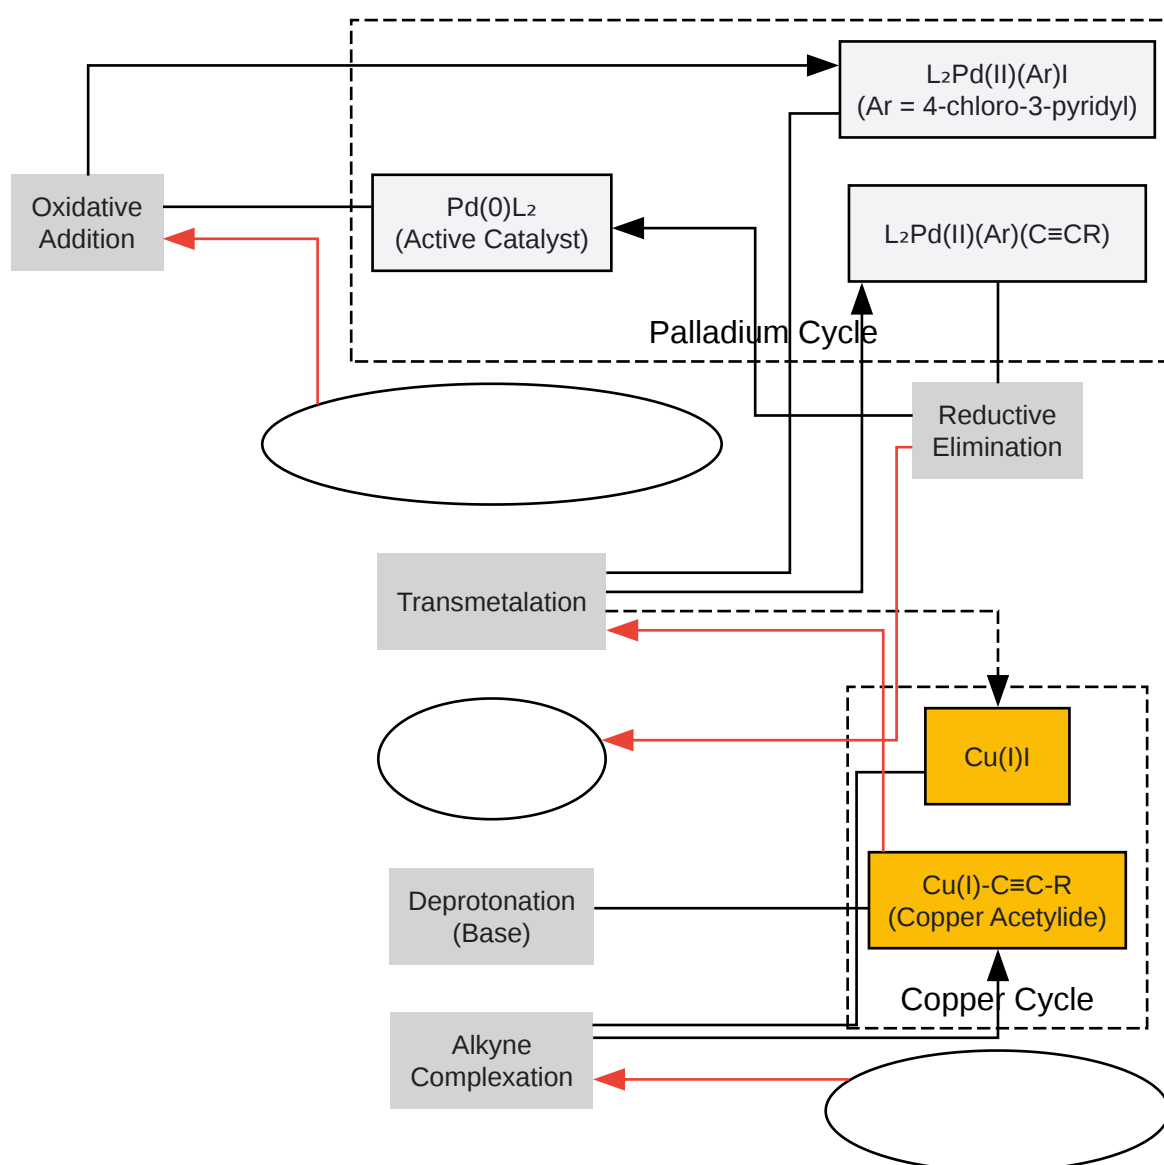 L₂Pd(II)(Ar)I
(Ar = 4-chloro-3-pyridyl)
Oxidative
Addition
Pd(0)L₂
(Active Catalyst)
L₂Pd(II)(Ar)(C≡CR)
Palladium Cycle
Reductive
Elimination
Transmetalation
Cu(I)I
Deprotonation
(Base)
Cu(I)-C≡C-R
(Copper Acetylide)
Copper Cycle
Alkyne
Complexation